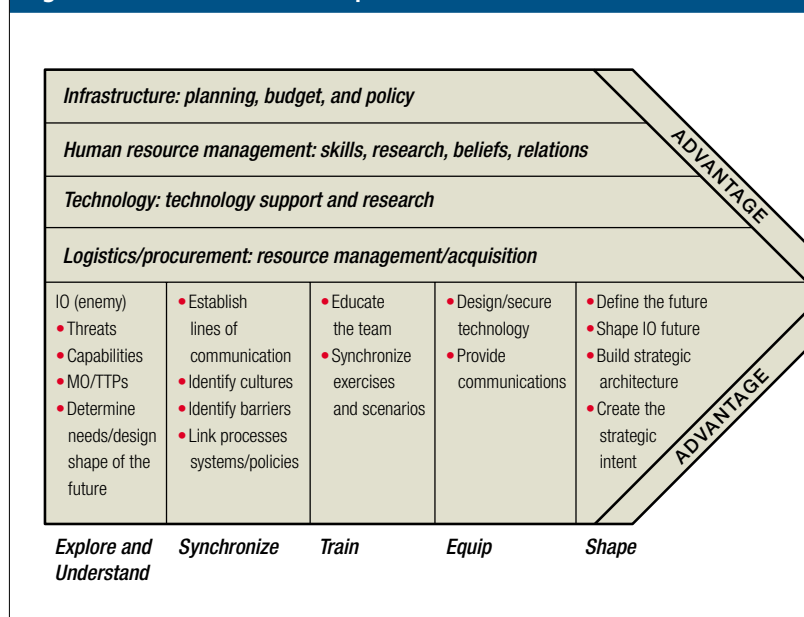 Infrastructure: planning, budget, and policy
Human resource management: skills, research, beliefs, relations
Technology: technology support and research
Logistics/procurement: resource management/acquisition
ADVANTAGE
ADVANTAGE
IO (enemy)
• Threats
• Capabilities
• MO/TTPs
• Determine
needs/design
shape of the
future
• Establish
lines of
communication
• Identify cultures
• Identify barriers
• Link processes
systems/policies
• Educate
the team
• Synchronize
exercises
and scenarios
• Design/secure
technology
• Provide
communications
• Define the future
• Shape IO future
• Build strategic
architecture
• Create the
strategic
intent
Explore and
Understand
Synchronize
Train
Equip
Shape